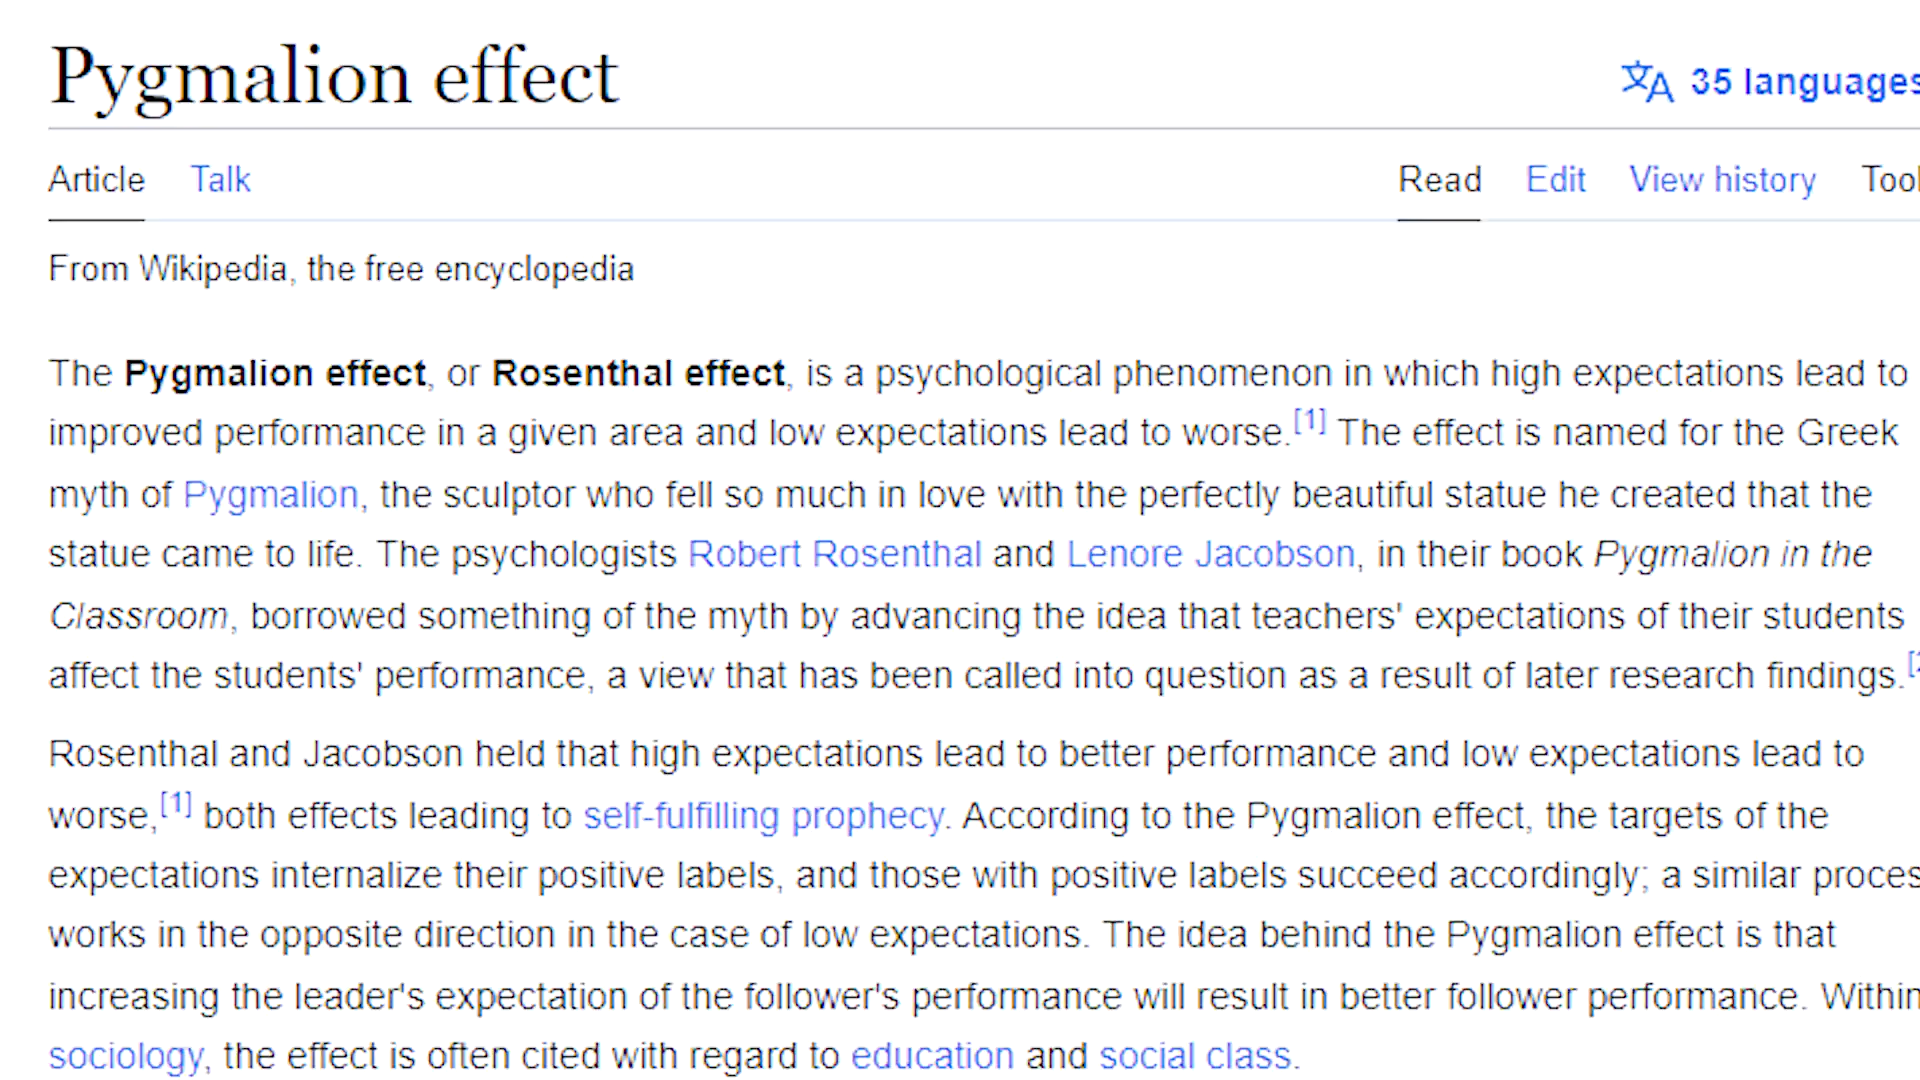 Pygmalion effect
35 languages
Article Talk Read Edit View history
From Wikipedia, the free encyclopedia
The Pygmalion effect, or Rosenthal effect, is a psychological phenomenon in which high expectations lead to
improved performance in a given area and low expectations lead to worse.[1] The effect is named for the Greek
myth of Pygmalion, the sculptor who fell so much in love with the perfectly beautiful statue he created that the
statue came to life. The psychologists Robert Rosenthal and Lenore Jacobson, in their book Pygmalion in the
Classroom, borrowed something of the myth by advancing the idea that teachers' expectations of their students
affect the students' performance, a view that has been called into question as a result of later research findings.
Rosenthal and Jacobson held that high expectations lead to better performance and low expectations lead to
worse,[1] both effects leading to self-fulfilling prophecy. According to the Pygmalion effect, the targets of the
expectations internalize their positive labels, and those with positive labels succeed accordingly; a similar proces
works in the opposite direction in the case of low expectations. The idea behind the Pygmalion effect is that
increasing the leader's expectation of the follower's performance will result in better follower performance. Within
sociology, the effect is often cited with regard to education and social class.